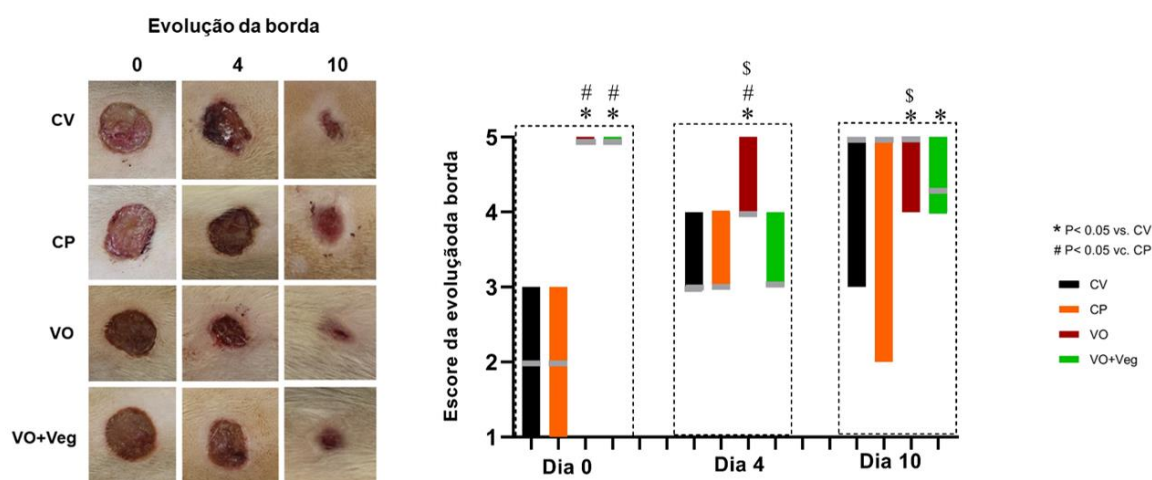 Evolução da borda
0 4 10
CV
CP
VO
VO+Veg
Escore da evoluçãoda borda
5
4
3
2
1
# #
* *
$
#
*
$
* *
Dia 0 Dia 4 Dia 10
* P< 0.05 vs. CV
# P< 0.05 vc. CP
CV
CP
VO
VO+Veg